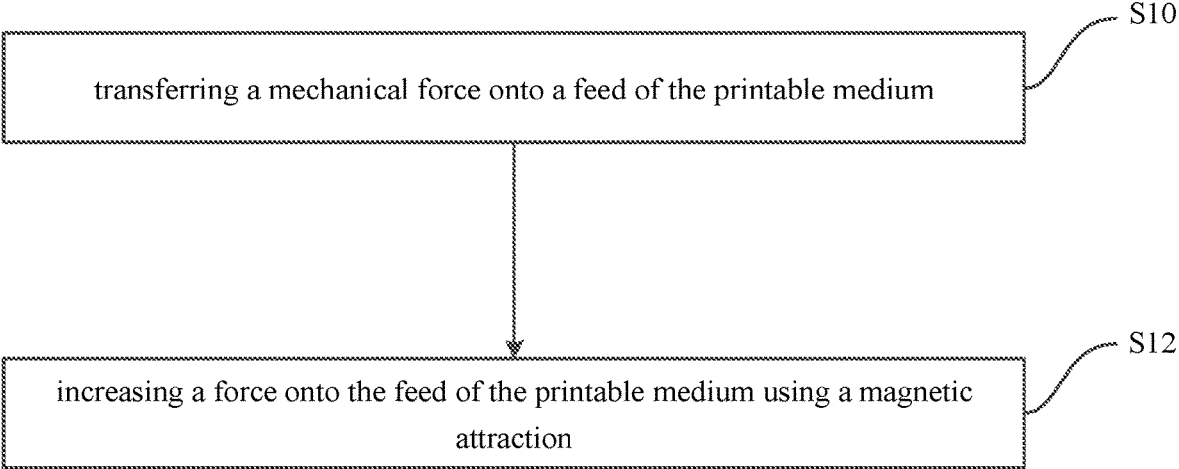 S10
transferring a mechanical force onto a feed of the printable medium
S12
increasing a force onto the feed of the printable medium using a magnetic
attraction